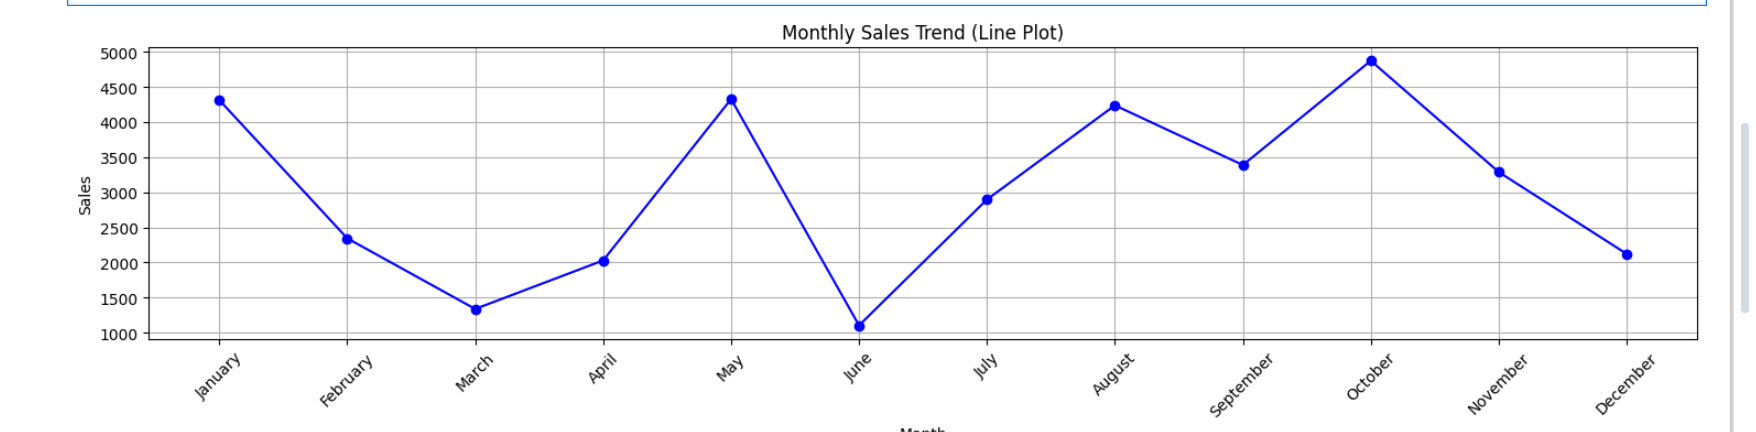 Monthly Sales Trend (Line Plot)
5000
4500
4000
3500
3000
2500
2000
1500
1000
Sales
January
February
March
April
May
June
July
August
September
October
November
December
Month